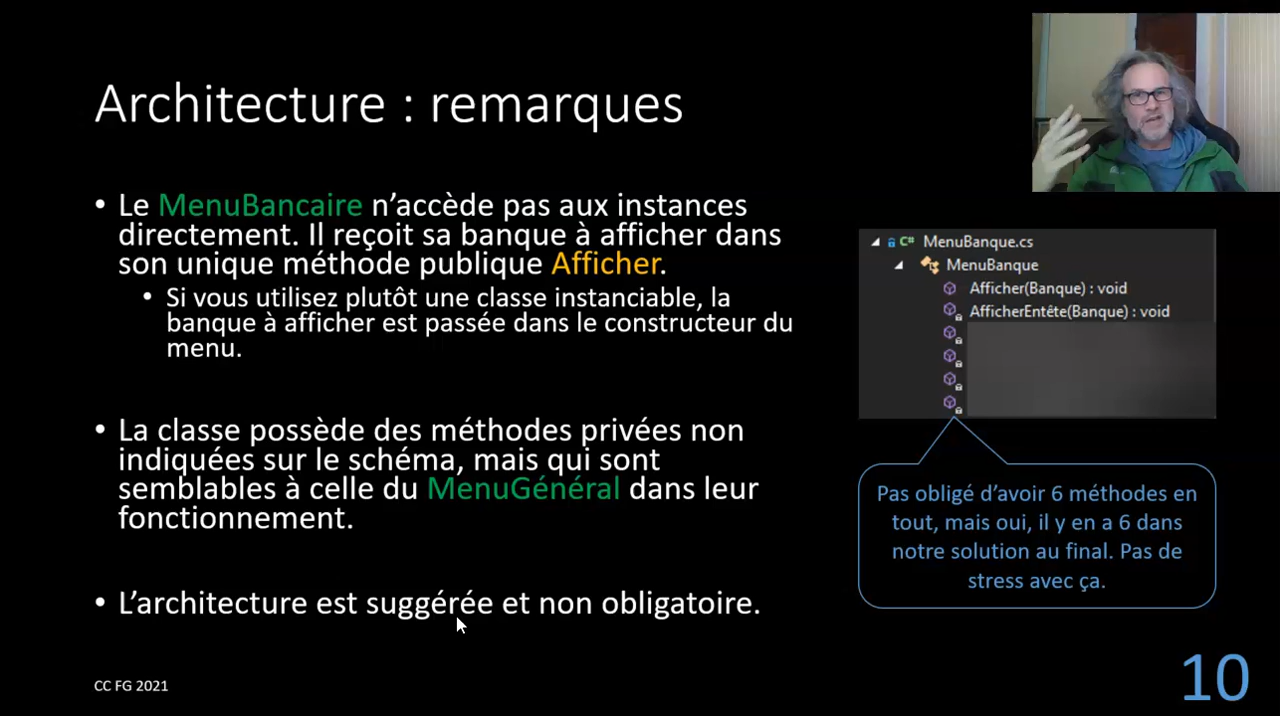 Architecture : remarques
• Le MenuBancaire n’accède pas aux instances
directement. Il reçoit sa banque à afficher dans
son unique méthode publique Afficher.
• Si vous utilisez plutôt une classe instanciable, la
banque à afficher est passée dans le constructeur du
menu.
• La classe possède des méthodes privées non
indiquées sur le schéma, mais qui sont
semblables à celle du MenuGénéral dans leur
fonctionnement.
• L’architecture est suggérée et non obligatoire.
C# MenuBanque.cs
MenuBanque
Afficher(Banque) : void
AfficherEntête(Banque) : void
Pas obligé d’avoir 6 méthodes en
tout, mais oui, il y en a 6 dans
notre solution au final. Pas de
stress avec ça.
CC FG 2021
10